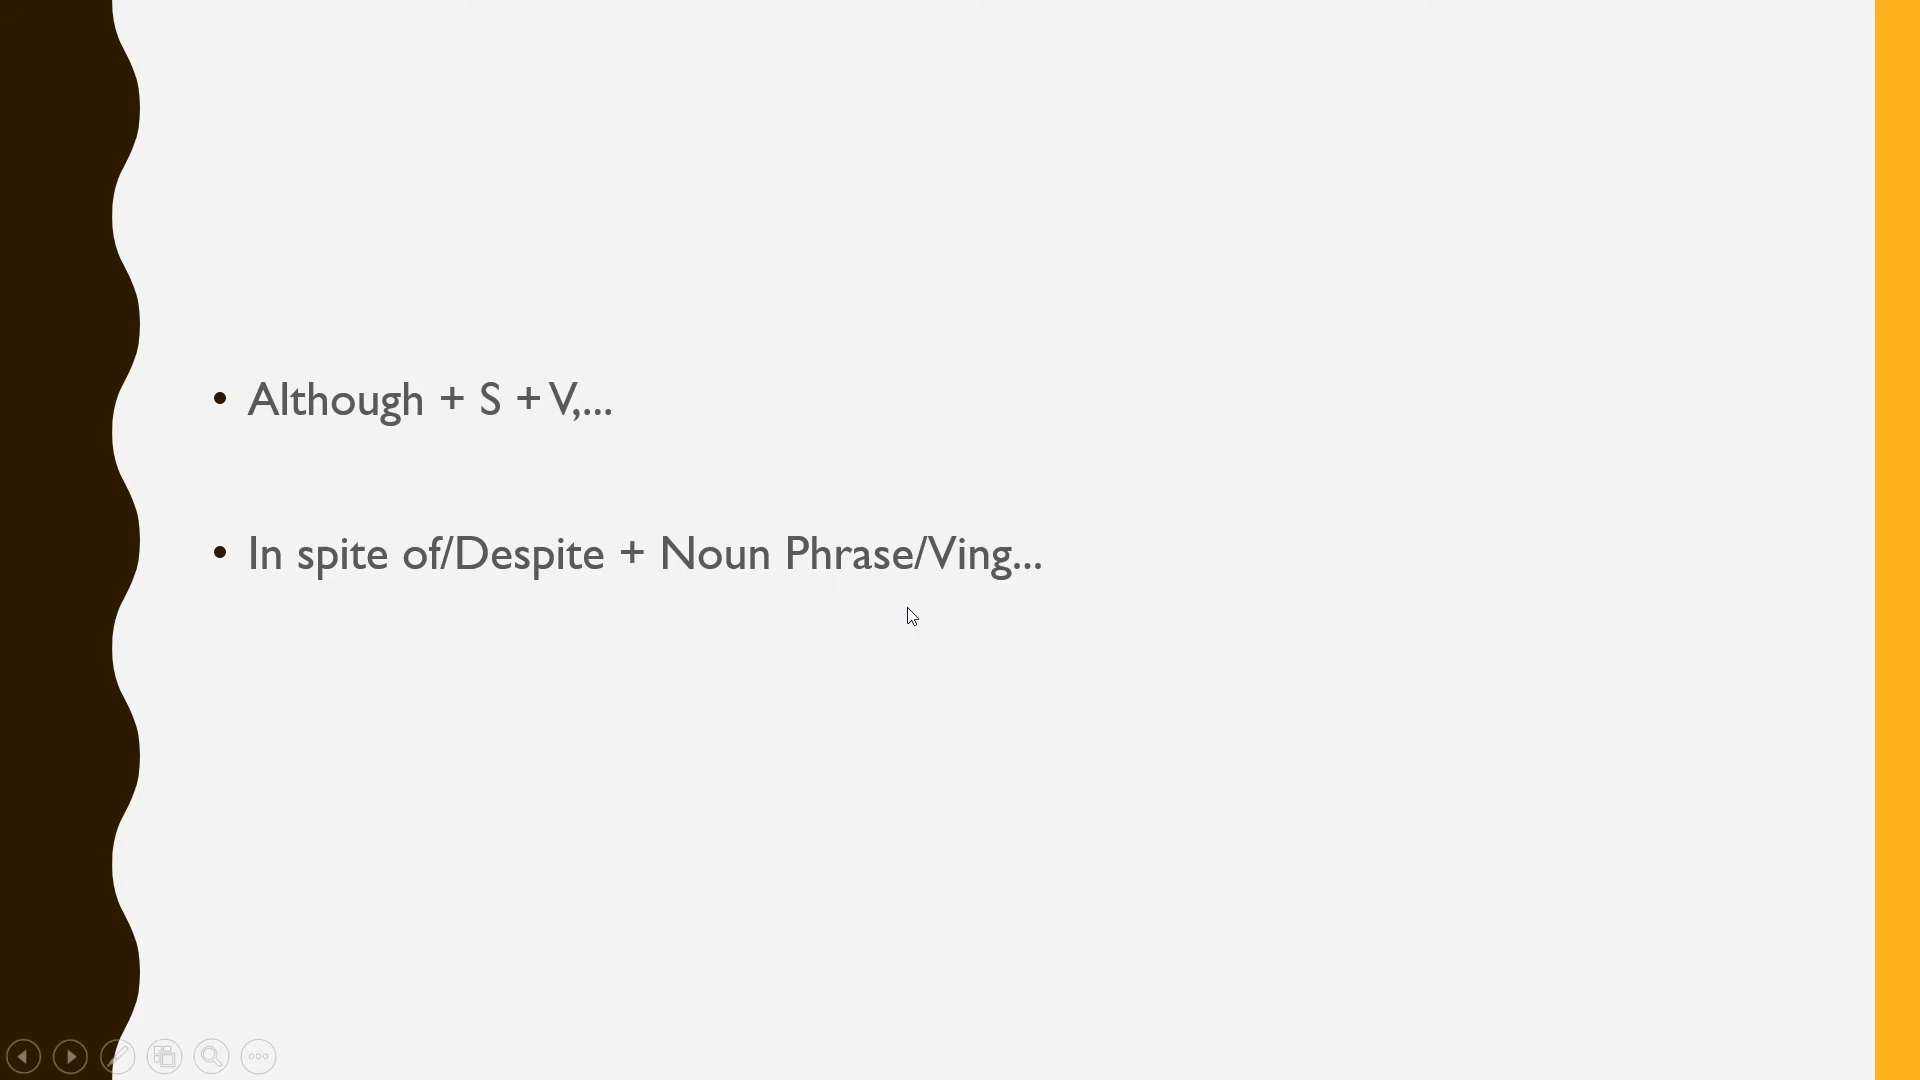 • Although + S + V,...
• In spite of/Despite + Noun Phrase/Ving...